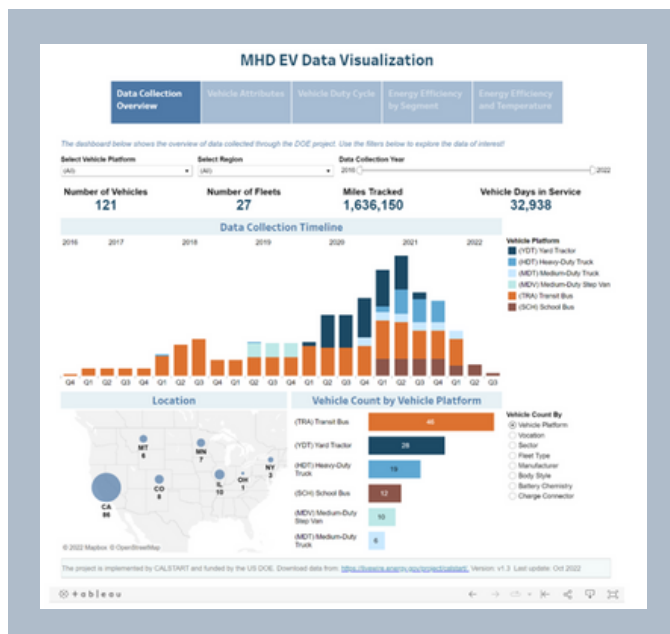 MHD EV Data Visualization
Data Collection Overview
Vehicle Attributes
Vehicle Duty Cycle
Energy Efficiency by Segment
Energy Efficiency and Temperature
The dashboard below shows the overview of data collected through the DOE project. Use the filters below to explore the data of interest!
Select Vehicle Platform
(All)
Select Region
(All)
Data Collection Year
2016
2022
Number of Vehicles
121
Number of Fleets
27
Miles Tracked
1,636,150
Vehicle Days in Service
32,938
Data Collection Timeline
2016 2017 2018 2019 2020 2021 2022
Q4 Q1 Q2 Q3 Q4 Q1 Q2 Q3 Q4 Q1 Q2 Q3 Q4 Q1 Q2 Q3 Q4 Q1 Q2 Q3 Q4 Q1 Q2 Q3
Vehicle Platform
(YDT) Yard Tractor
(HDT) Heavy-Duty Truck
(MDT) Medium-Duty Truck
(MDV) Medium-Duty Step Van
(TRA) Transit Bus
(SCH) School Bus
Location
MT
6
MN
7
NY
3
CO
8
IL
10
OH
1
CA
86
© 2022 Mapbox © OpenStreetMap
Vehicle Count by Vehicle Platform
(TRA) Transit Bus 46
(YDT) Yard Tractor 28
(HDT) Heavy-Duty Truck 19
(SCH) School Bus 12
(MDV) Medium-Duty Step Van 10
(MDT) Medium-Duty Truck 6
Vehicle Count By
Vehicle Platform
Vocation
Sector
Fleet Type
Manufacturer
Body Style
Battery Chemistry
Charge Connector
The project is implemented by CALSTART and funded by the US DOE. Download data from: https://livewire.energy.gov/project/calstart/. Version: v1.3 Last update: Oct 2022
+ a b l e a u